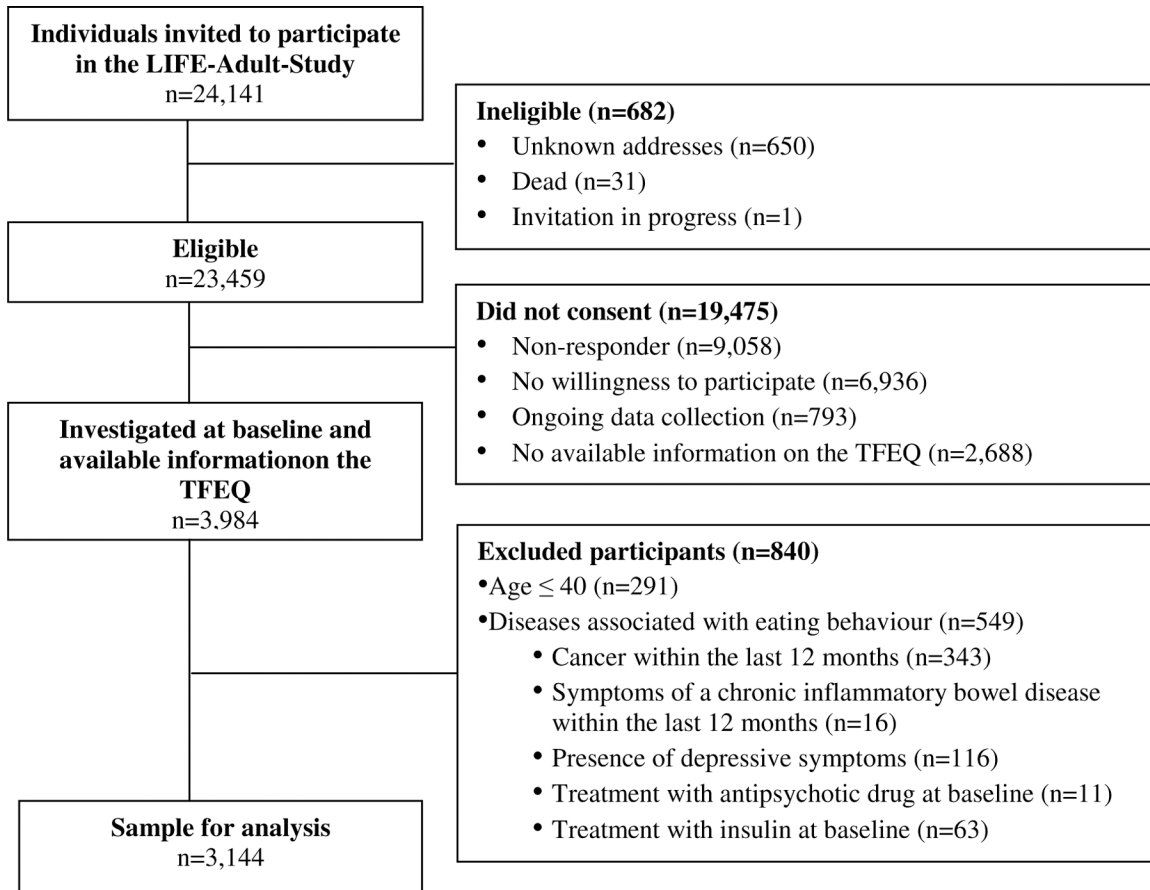 Individuals invited to participate
in the LIFE-Adult-Study
n=24,141
Ineligible (n=682)
• Unknown addresses (n=650)
• Dead (n=31)
• Invitation in progress (n=1)
Eligible
n=23,459
Did not consent (n=19,475)
• Non-responder (n=9,058)
• No willingness to participate (n=6,936)
• Ongoing data collection (n=793)
• No available information on the TFEQ (n=2,688)
Investigated at baseline and
available informationon the
TFEQ
n=3,984
Excluded participants (n=840)
•Age ≤ 40 (n=291)
•Diseases associated with eating behaviour (n=549)
• Cancer within the last 12 months (n=343)
• Symptoms of a chronic inflammatory bowel disease
within the last 12 months (n=16)
• Presence of depressive symptoms (n=116)
• Treatment with antipsychotic drug at baseline (n=11)
• Treatment with insulin at baseline (n=63)
Sample for analysis
n=3,144